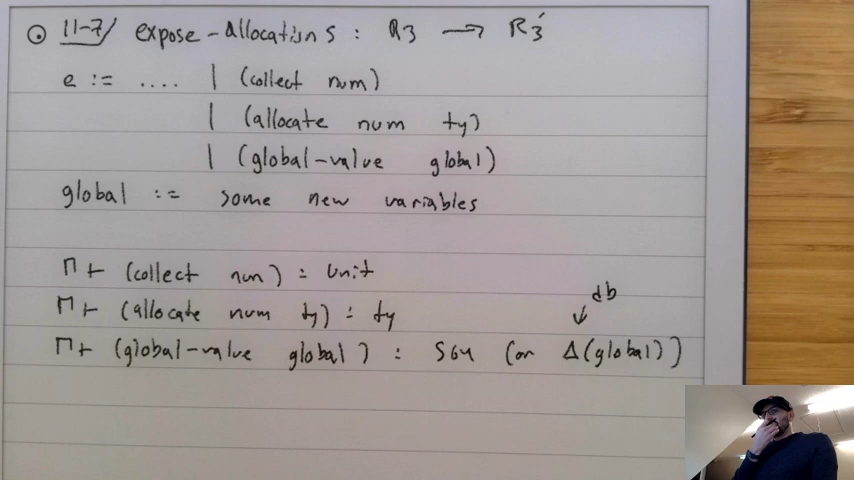 ⊙ 11-7/ expose-allocations : R3 → R3′
e := .... | (collect num)
| (allocate num ty)
| (global-value global)
global := some new variables
Γ ⊢ (collect num) : unit
db
Γ ⊢ (allocate num ty) : ty
Γ ⊢ (global-value global) : S64 (or Δ(global))